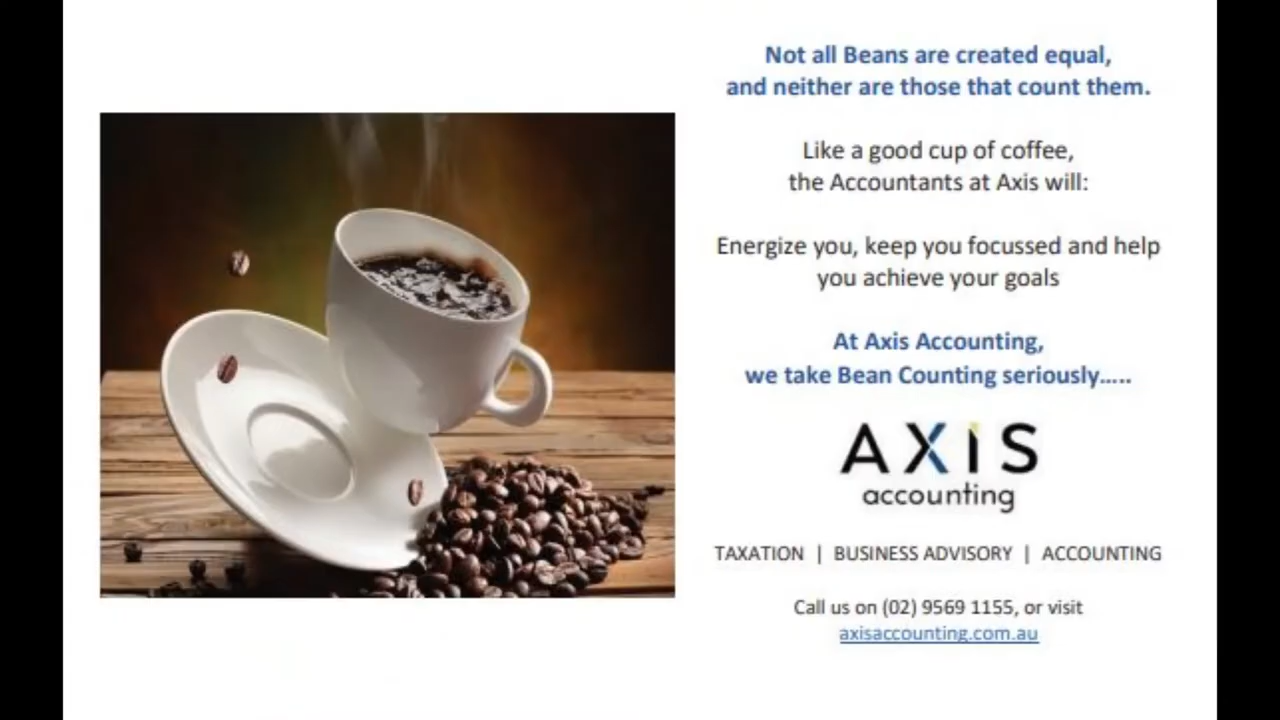 Not all Beans are created equal,
and neither are those that count them.
Like a good cup of coffee,
the Accountants at Axis will:
Energize you, keep you focussed and help
you achieve your goals
At Axis Accounting,
we take Bean Counting seriously.....
AXiS
accounting
TAXATION | BUSINESS ADVISORY | ACCOUNTING
Call us on (02) 9569 1155, or visit
axisaccounting.com.au